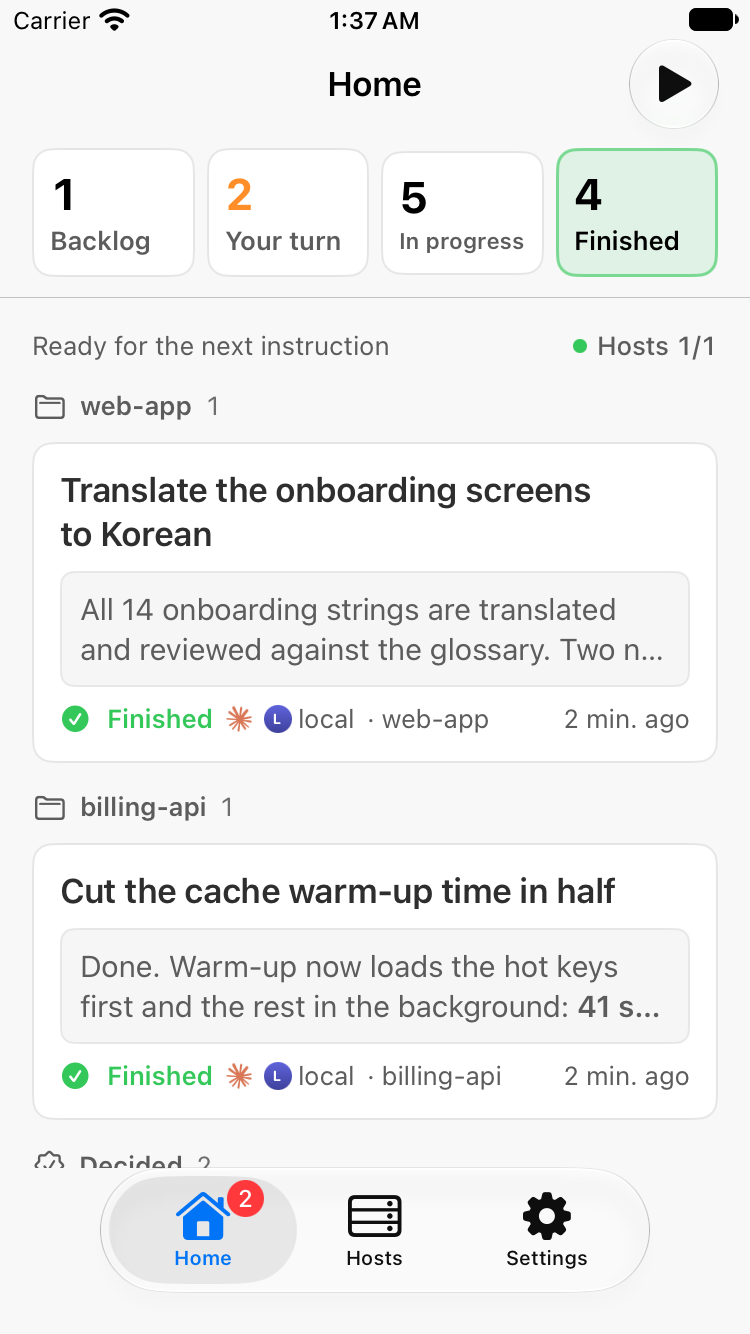 Carrier 1:37 AM
Home
1 2 5 4
Backlog Your turn In progress Finished
Ready for the next instruction Hosts 1/1
web-app 1
Translate the onboarding screens
to Korean
All 14 onboarding strings are translated
and reviewed against the glossary. Two n...
Finished L local · web-app 2 min. ago
billing-api 1
Cut the cache warm-up time in half
Done. Warm-up now loads the hot keys
first and the rest in the background: 41 s...
Finished L local · billing-api 2 min. ago
Decided 2
2
Home Hosts Settings